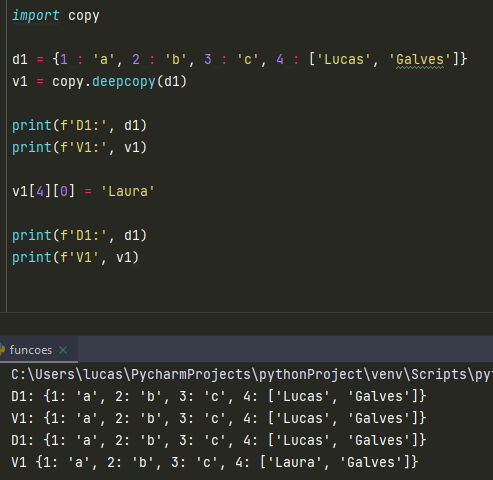 import copy
d1 = {1 : 'a', 2 : 'b', 3 : 'c', 4 : ['Lucas', 'Galves']}
v1 = copy.deepcopy(d1)
print(f'D1:', d1)
print(f'V1:', v1)
v1[4][0] = 'Laura'
print(f'D1:', d1)
print(f'V1', v1)
funcoes ×
C:\Users\lucas\PycharmProjects\pythonProject\venv\Scripts\pyt
D1: {1: 'a', 2: 'b', 3: 'c', 4: ['Lucas', 'Galves']}
V1: {1: 'a', 2: 'b', 3: 'c', 4: ['Lucas', 'Galves']}
D1: {1: 'a', 2: 'b', 3: 'c', 4: ['Lucas', 'Galves']}
V1 {1: 'a', 2: 'b', 3: 'c', 4: ['Laura', 'Galves']}